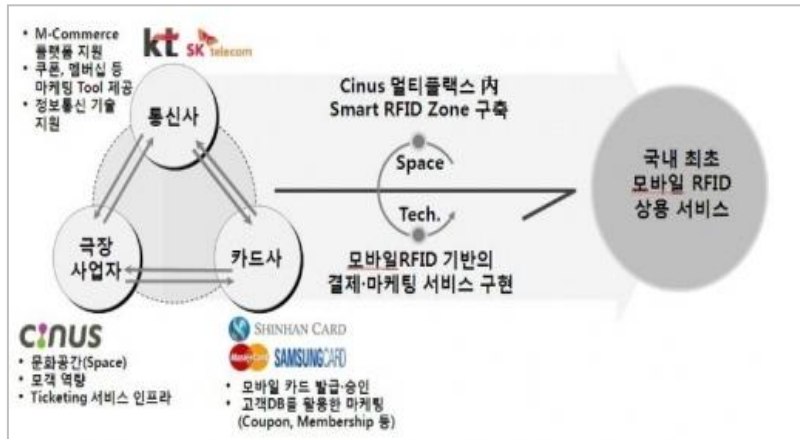 • M-Commerce
플랫폼 지원
• 쿠폰, 멤버십 등
마케팅 Tool 제공
• 정보통신 기술
지원
kt SK telecom
통신사
극장
사업자
카드사
CINUS
• 문화공간(Space)
• 모객 역량
• Ticketing 서비스 인프라
SHINHAN CARD
MasterCard SAMSUNG CARD
• 모바일 카드 발급·승인
• 고객DB를 활용한 마케팅
(Coupon, Membership 등)
Cinus 멀티플랙스 內
Smart RFID Zone 구축
Space
Tech.
모바일RFID 기반의
결제·마케팅 서비스 구현
국내 최초
모바일 RFID
상용 서비스